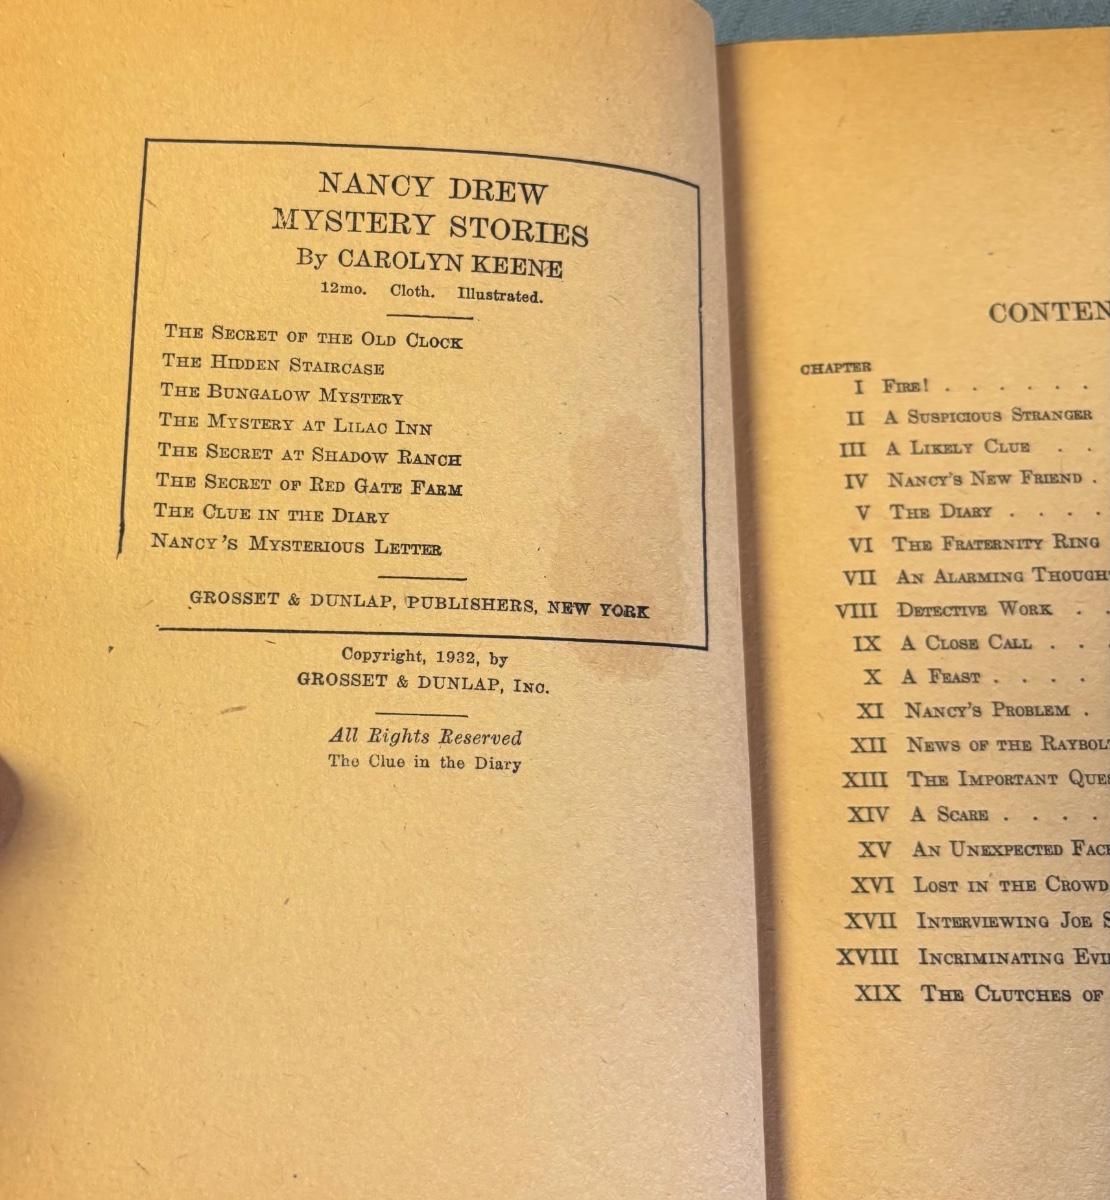 NANCY DREW
MYSTERY STORIES
By CAROLYN KEENE
12mo. Cloth. Illustrated.
THE SECRET OF THE OLD CLOCK
THE HIDDEN STAIRCASE
THE BUNGALOW MYSTERY
THE MYSTERY AT LILAC INN
THE SECRET AT SHADOW RANCH
THE SECRET OF RED GATE FARM
THE CLUE IN THE DIARY
NANCY'S MYSTERIOUS LETTER
GROSSET & DUNLAP, PUBLISHERS, NEW YORK
Copyright, 1932, by
GROSSET & DUNLAP, INC.
All Rights Reserved
The Clue in the Diary
CONTEN
CHAPTER
I FIRE! . . . . . .
II A SUSPICIOUS STRANGER
III A LIKELY CLUE . .
IV NANCY'S NEW FRIEND .
V THE DIARY . . . .
VI THE FRATERNITY RING
VII AN ALARMING THOUGHT
VIII DETECTIVE WORK . .
IX A CLOSE CALL . . .
X A FEAST . . . .
XI NANCY'S PROBLEM .
XII NEWS OF THE RAYBOLT
XIII THE IMPORTANT QUES
XIV A SCARE . . . .
XV AN UNEXPECTED FACE
XVI LOST IN THE CROWD
XVII INTERVIEWING JOE S
XVIII INCRIMINATING EVI
XIX THE CLUTCHES OF